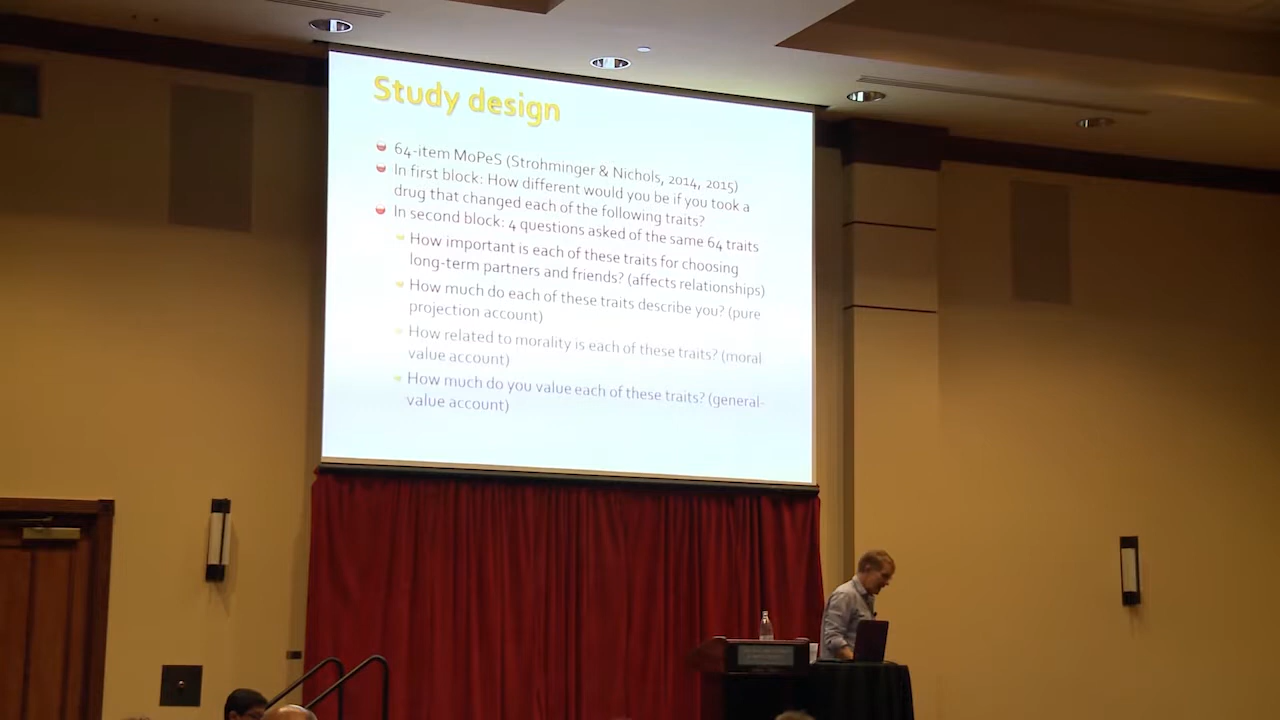 Study design
64-item MoPeS (Strohminger & Nichols, 2014, 2015)
In first block: How different would you be if you took a
drug that changed each of the following traits?
In second block: 4 questions asked of the same 64 traits
How important is each of these traits for choosing
long-term partners and friends? (affects relationships)
How much do each of these traits describe you? (pure
projection account)
How related to morality is each of these traits? (moral
value account)
How much do you value each of these traits? (general-
value account)